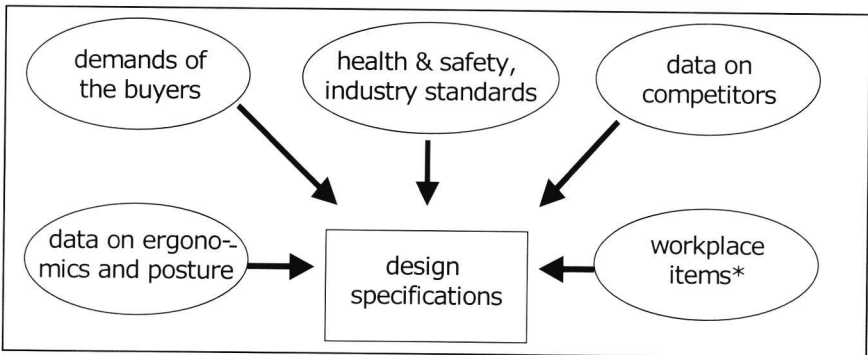 demands of
the buyers
health & safety,
industry standards
data on
competitors
data on ergono-
mics and posture
design
specifications
workplace
items*